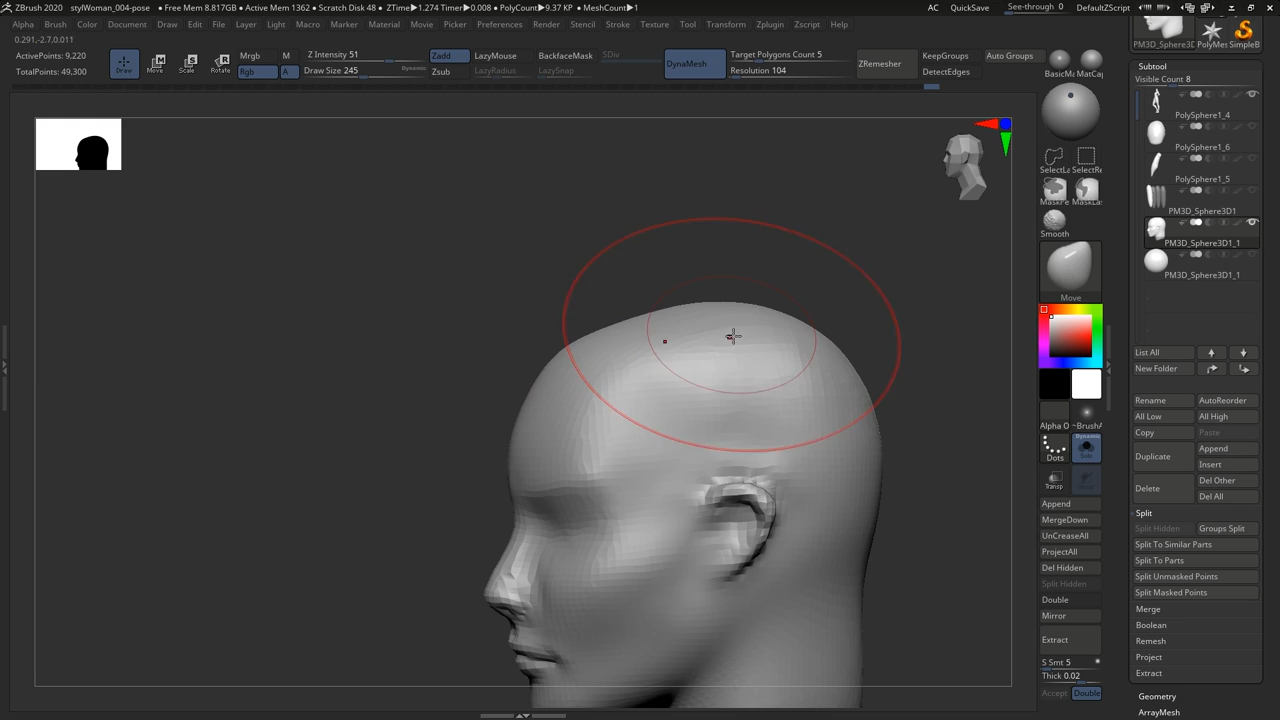 ZBrush 2020 stylWoman_004-pose • Free Mem 8.817GB • Active Mem 1362 • Scratch Disk 48 • ZTime▶1.274 Timer▶0.008 • PolyCount▶9.37 KP • MeshCount▶1 AC QuickSave See-through 0 DefaultZScript
Alpha Brush Color Document Draw Edit File Layer Light Macro Marker Material Movie Picker Preferences Render Stencil Stroke Texture Tool Transform Zplugin Zscript Help
0.291,-2.7,0.011
ActivePoints: 9,220
TotalPoints: 49,300
Draw
Move
Scale
Rotate
Mrgb
M
Rgb
A
Z Intensity 51
Draw Size 245
Dynamic
Zadd
Zsub
LazyMouse
LazyRadius
BackfaceMask
LazySnap
SDiv
DynaMesh
Target Polygons Count 5
Resolution 104
ZRemesher
KeepGroups
DetectEdges
Auto Groups
BasicMa
MatCap
SelectLa
SelectRe
MaskPe
MaskLas
Smooth
Move
Alpha O
~BrushA
Dots
Dynamic
Solo
Transp
Append
MergeDown
UnCreaseAll
ProjectAll
Del Hidden
Split Hidden
Double
Mirror
Extract
S Smt 5
Thick 0.02
Accept
Double
PM3D_Sphere3D
PolyMes
SimpleB
Subtool
Visible Count 8
PolySphere1_4
PolySphere1_6
PolySphere1_5
PM3D_Sphere3D1
PM3D_Sphere3D1_1
PM3D_Sphere3D1_1
List All
New Folder
Rename
AutoReorder
All Low
All High
Copy
Paste
Duplicate
Append
Insert
Delete
Del Other
Del All
Split
Split Hidden
Groups Split
Split To Similar Parts
Split To Parts
Split Unmasked Points
Split Masked Points
Merge
Boolean
Remesh
Project
Extract
Geometry
ArrayMesh